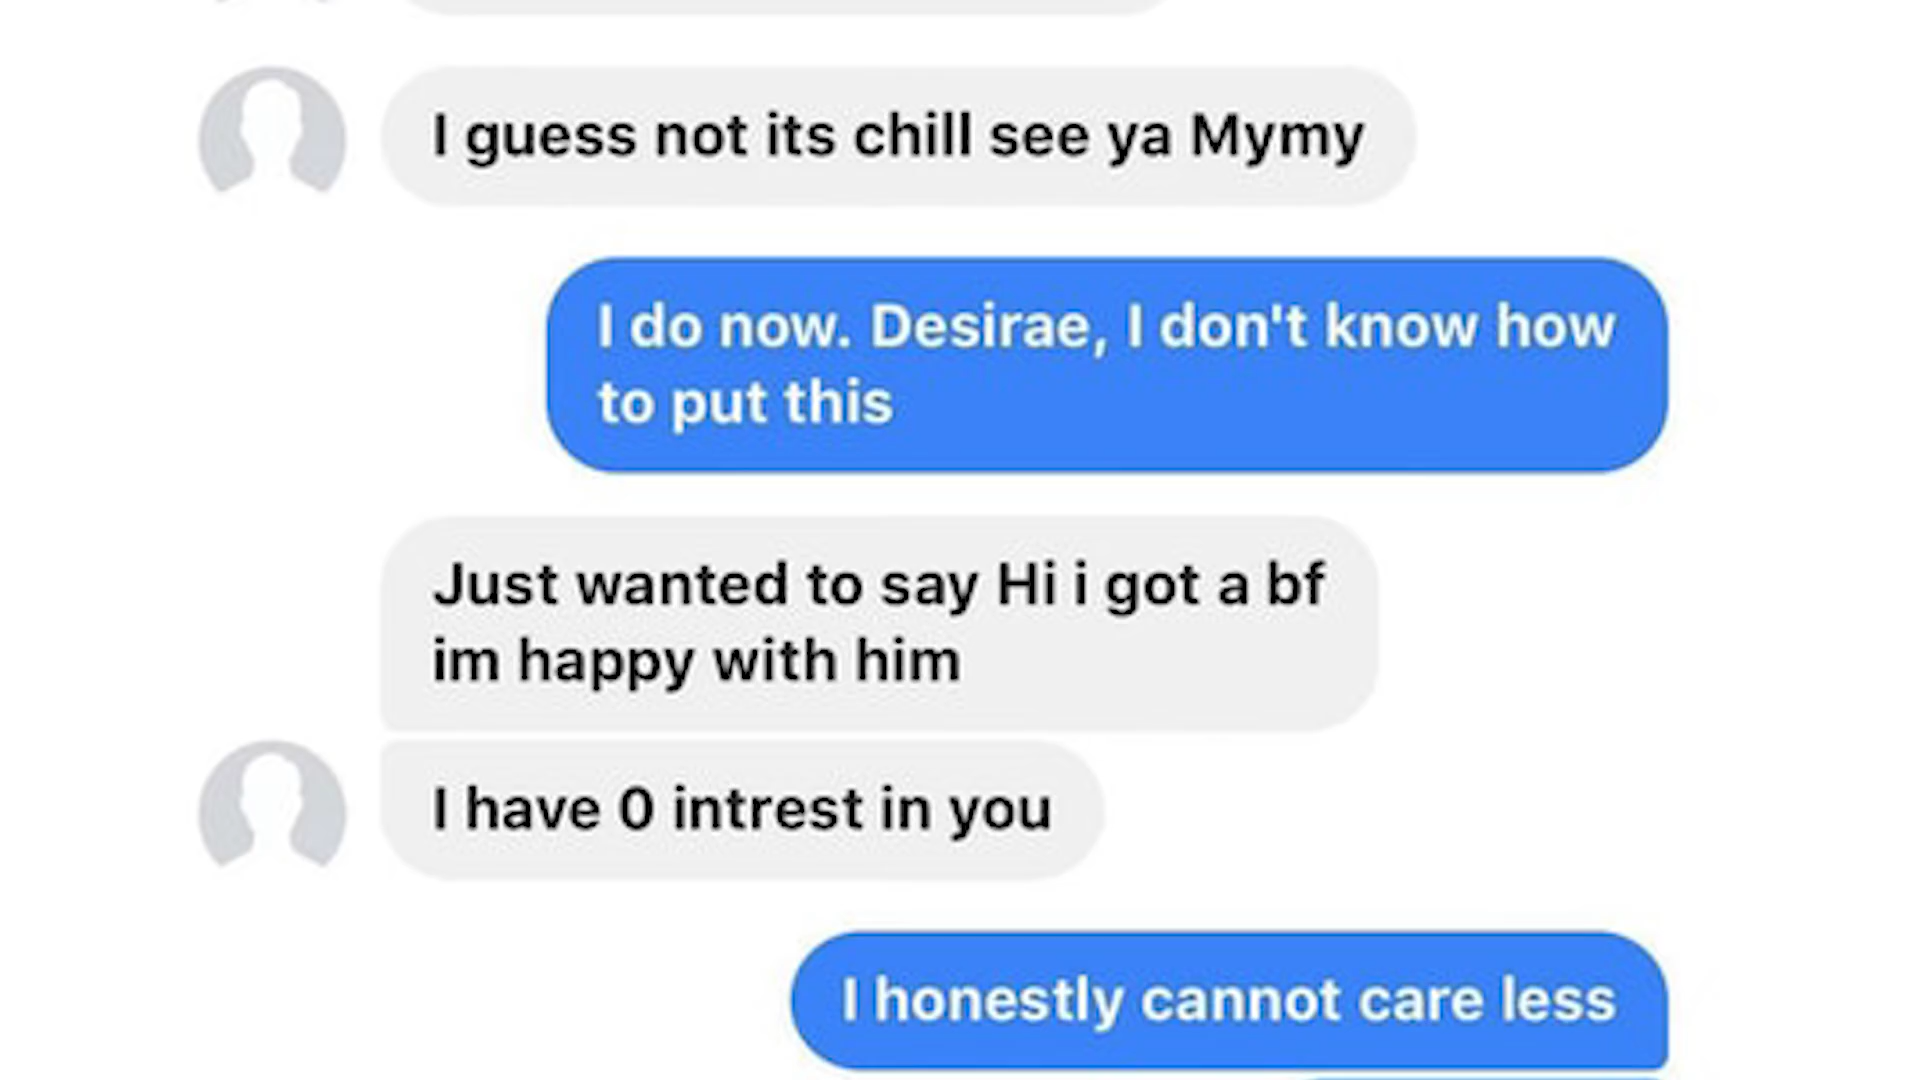 I guess not its chill see ya Mymy
I do now. Desirae, I don't know how
to put this
Just wanted to say Hi i got a bf
im happy with him
I have 0 intrest in you
I honestly cannot care less